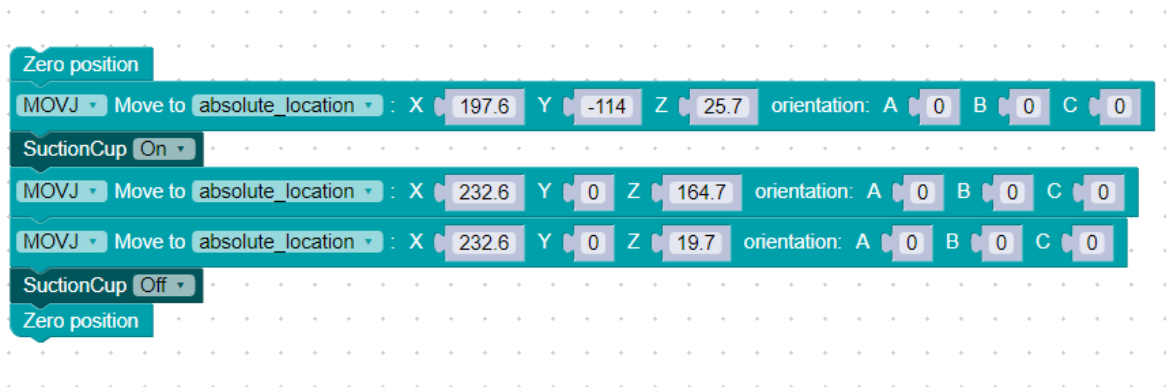 Zero position
MOVJ Move to absolute_location : X 197.6 Y -114 Z 25.7 orientation: A 0 B 0 C 0
SuctionCup On
MOVJ Move to absolute_location : X 232.6 Y 0 Z 164.7 orientation: A 0 B 0 C 0
MOVJ Move to absolute_location : X 232.6 Y 0 Z 19.7 orientation: A 0 B 0 C 0
SuctionCup Off
Zero position